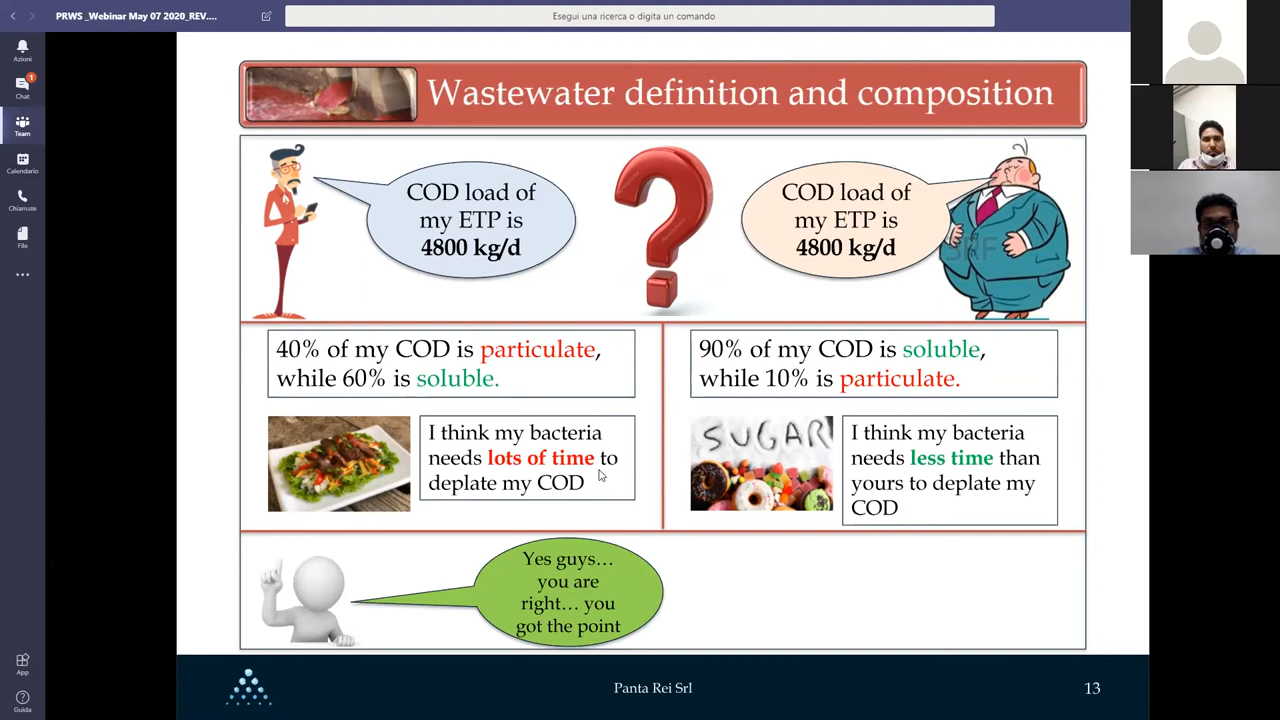 PRWS _Webinar May 07 2020_REV....
Esegui una ricerca o digita un comando
Azioni
1
Chat
Team
Calendario
Chiamate
File
App
Guida
Wastewater definition and composition
COD load of
my ETP is
4800 kg/d
COD load of
my ETP is
4800 kg/d
40% of my COD is particulate,
while 60% is soluble.
90% of my COD is soluble,
while 10% is particulate.
I think my bacteria
needs lots of time to
deplate my COD
SUGAR
I think my bacteria
needs less time than
yours to deplate my
COD
Yes guys...
you are
right... you
got the point
Panta Rei Srl
13